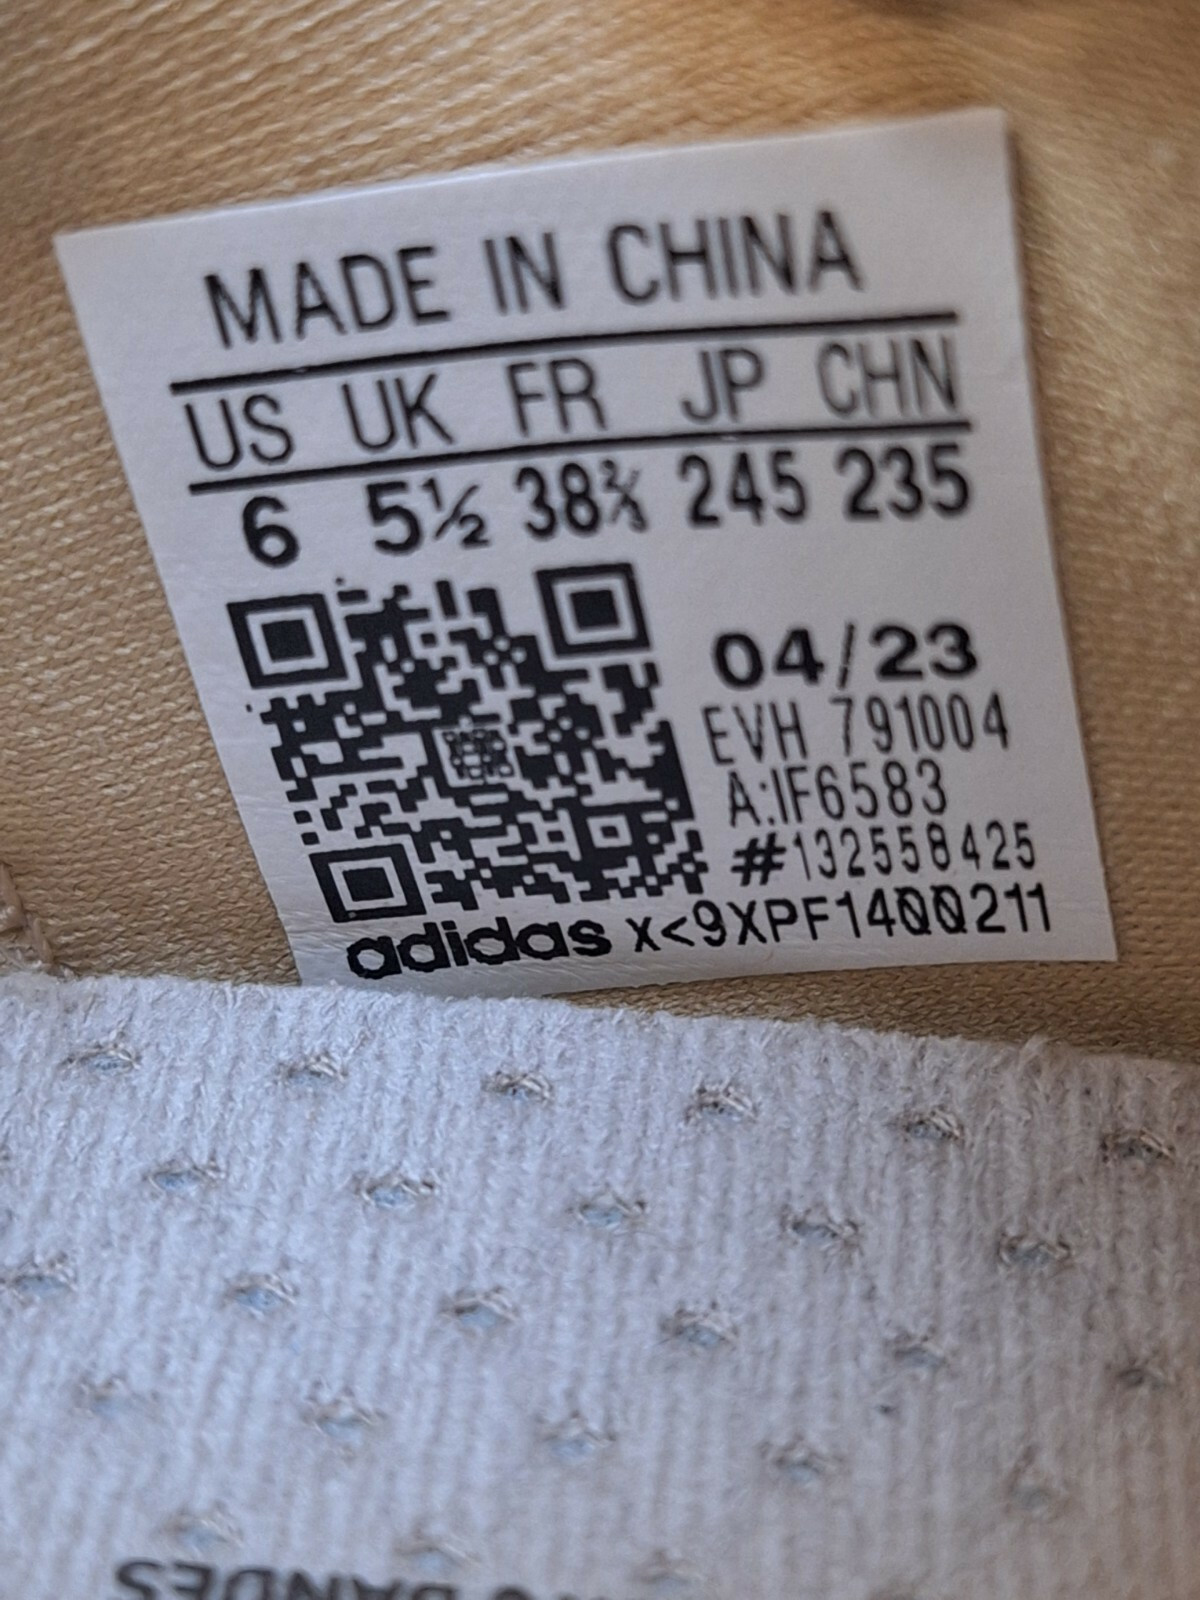 MADE IN CHINA
US UK FR JP CHN
6 5½ 38⅔ 245 235
04/23
EVH 791004
A:IF6583
#132558425
adidas X<9XPF1400211
BANDES